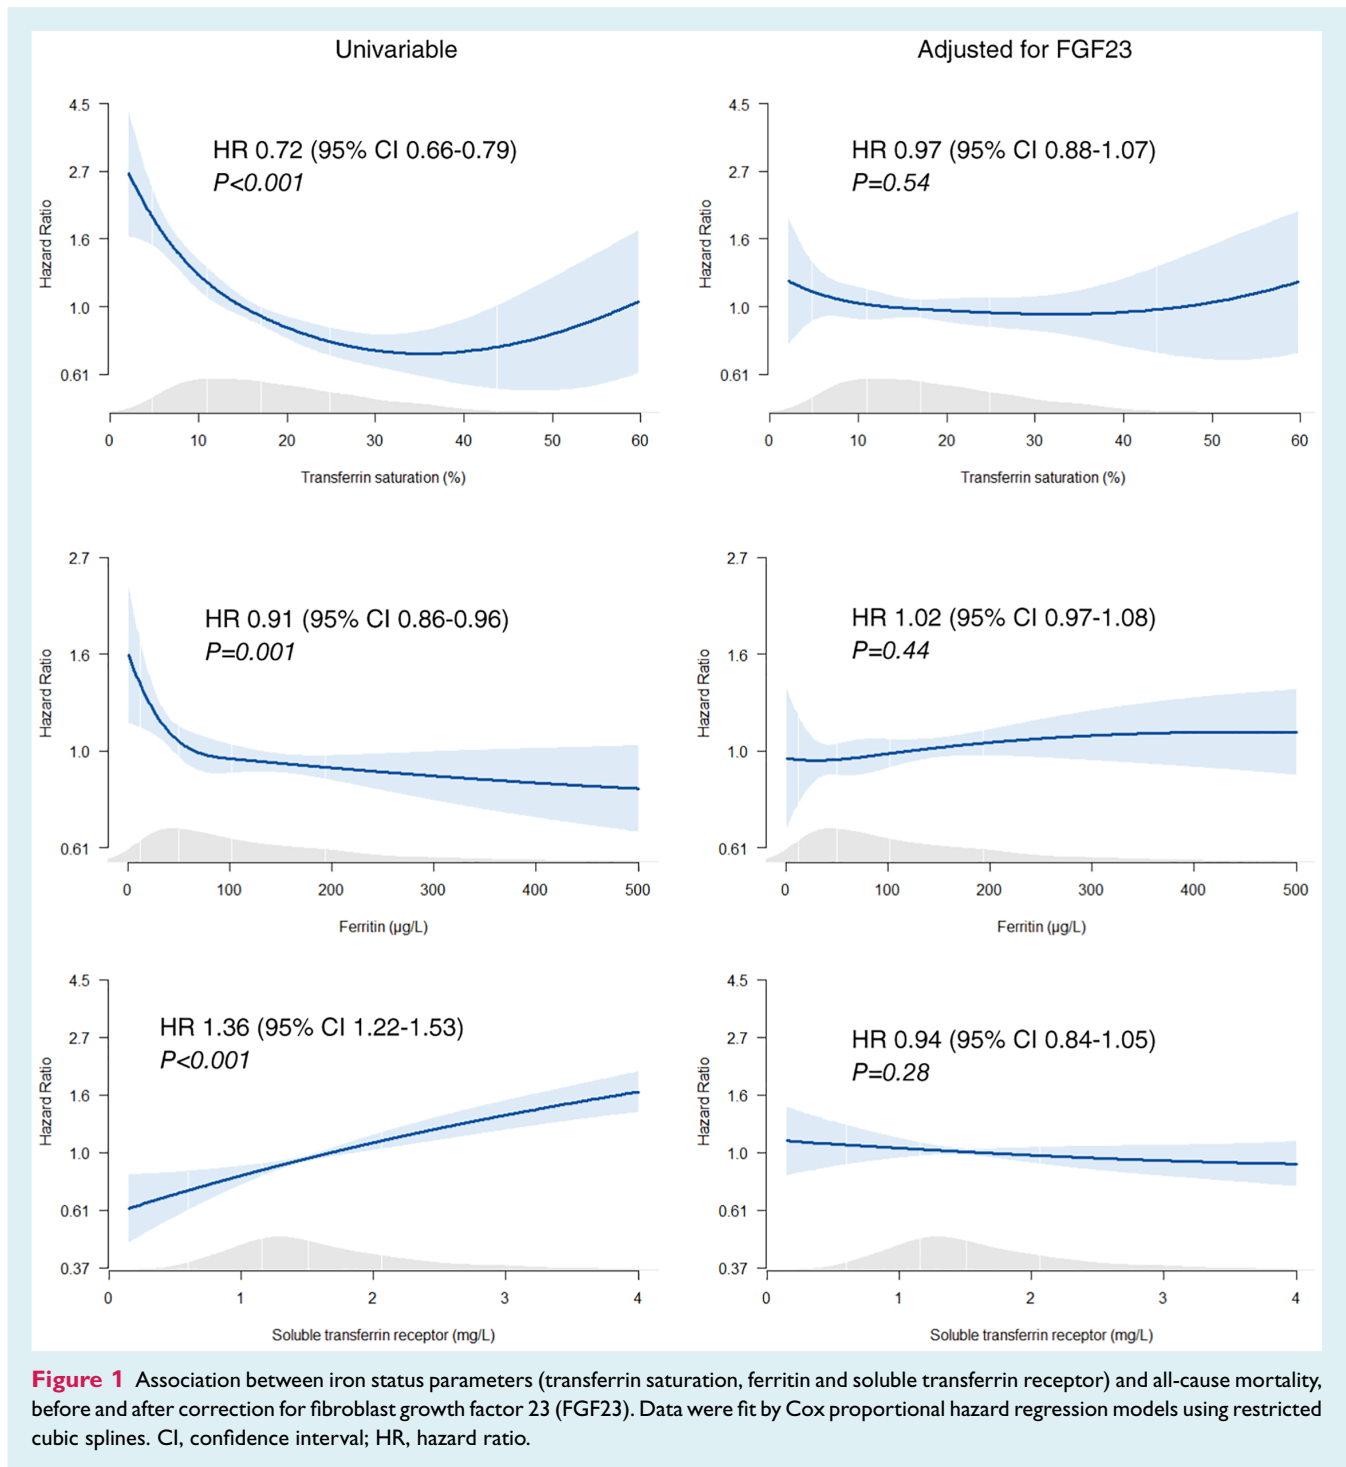 Univariable
Adjusted for FGF23
4.5
2.7
1.6
1.0
0.61
Hazard Ratio
HR 0.72 (95% CI 0.66-0.79)
P<0.001
0 10 20 30 40 50 60
Transferrin saturation (%)
4.5
2.7
1.6
1.0
0.61
Hazard Ratio
HR 0.97 (95% CI 0.88-1.07)
P=0.54
0 10 20 30 40 50 60
Transferrin saturation (%)
2.7
1.6
1.0
0.61
Hazard Ratio
HR 0.91 (95% CI 0.86-0.96)
P=0.001
0 100 200 300 400 500
Ferritin (µg/L)
2.7
1.6
1.0
0.61
Hazard Ratio
HR 1.02 (95% CI 0.97-1.08)
P=0.44
0 100 200 300 400 500
Ferritin (µg/L)
4.5
2.7
1.6
1.0
0.61
0.37
Hazard Ratio
HR 1.36 (95% CI 1.22-1.53)
P<0.001
0 1 2 3 4
Soluble transferrin receptor (mg/L)
4.5
2.7
1.6
1.0
0.61
0.37
Hazard Ratio
HR 0.94 (95% CI 0.84-1.05)
P=0.28
0 1 2 3 4
Soluble transferrin receptor (mg/L)
Figure 1 Association between iron status parameters (transferrin saturation, ferritin and soluble transferrin receptor) and all-cause mortality,
before and after correction for fibroblast growth factor 23 (FGF23). Data were fit by Cox proportional hazard regression models using restricted
cubic splines. CI, confidence interval; HR, hazard ratio.